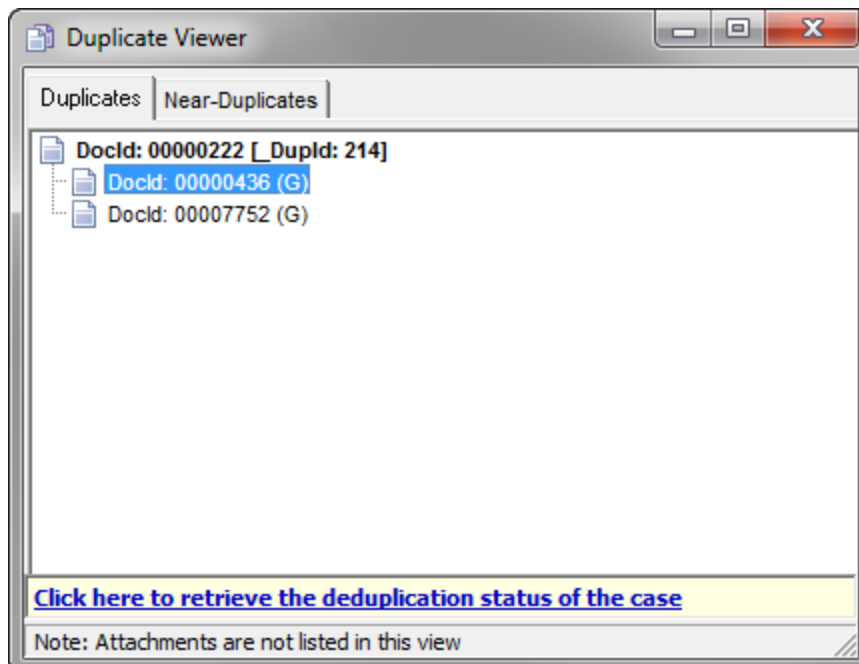 Duplicate Viewer
Duplicates Near-Duplicates
DocId: 00000222 [_DupId: 214]
DocId: 00000436 (G)
DocId: 00007752 (G)
Click here to retrieve the deduplication status of the case
Note: Attachments are not listed in this view